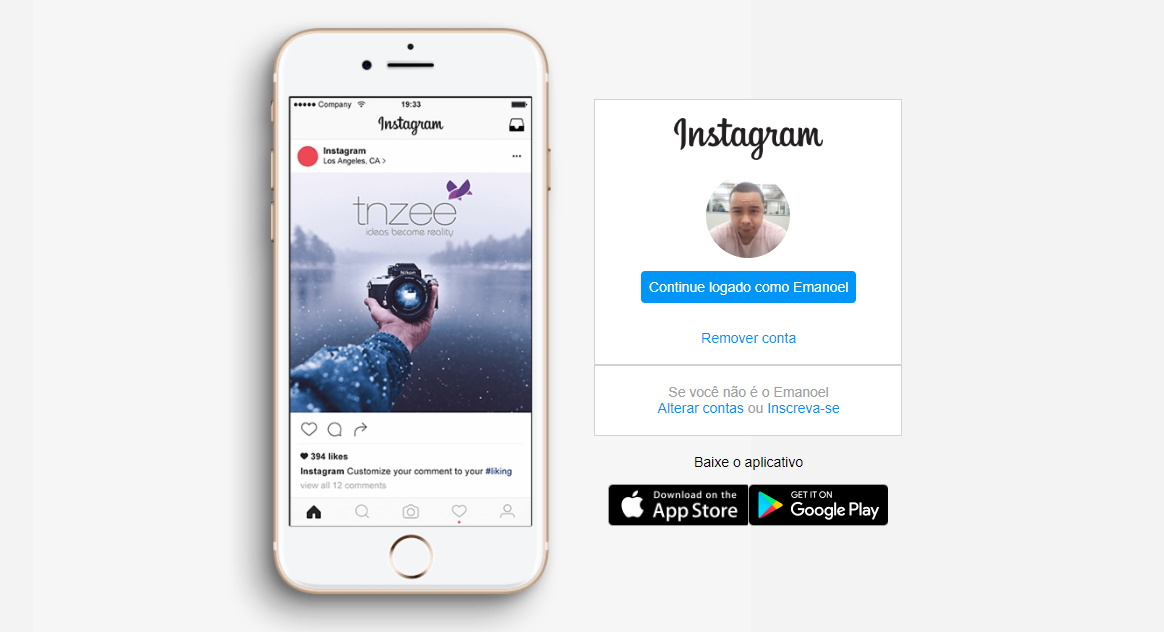 Company 19:33
Instagram
Instagram
Los Angeles, CA >
tnzee
ideas become reality
Nikon
394 likes
Instagram Customize your comment to your #liking
view all 12 comments
Instagram
Continue logado como Emanoel
Remover conta
Se você não é o Emanoel
Alterar contas ou Inscreva-se
Baixe o aplicativo
Download on the
App Store
GET IT ON
Google Play